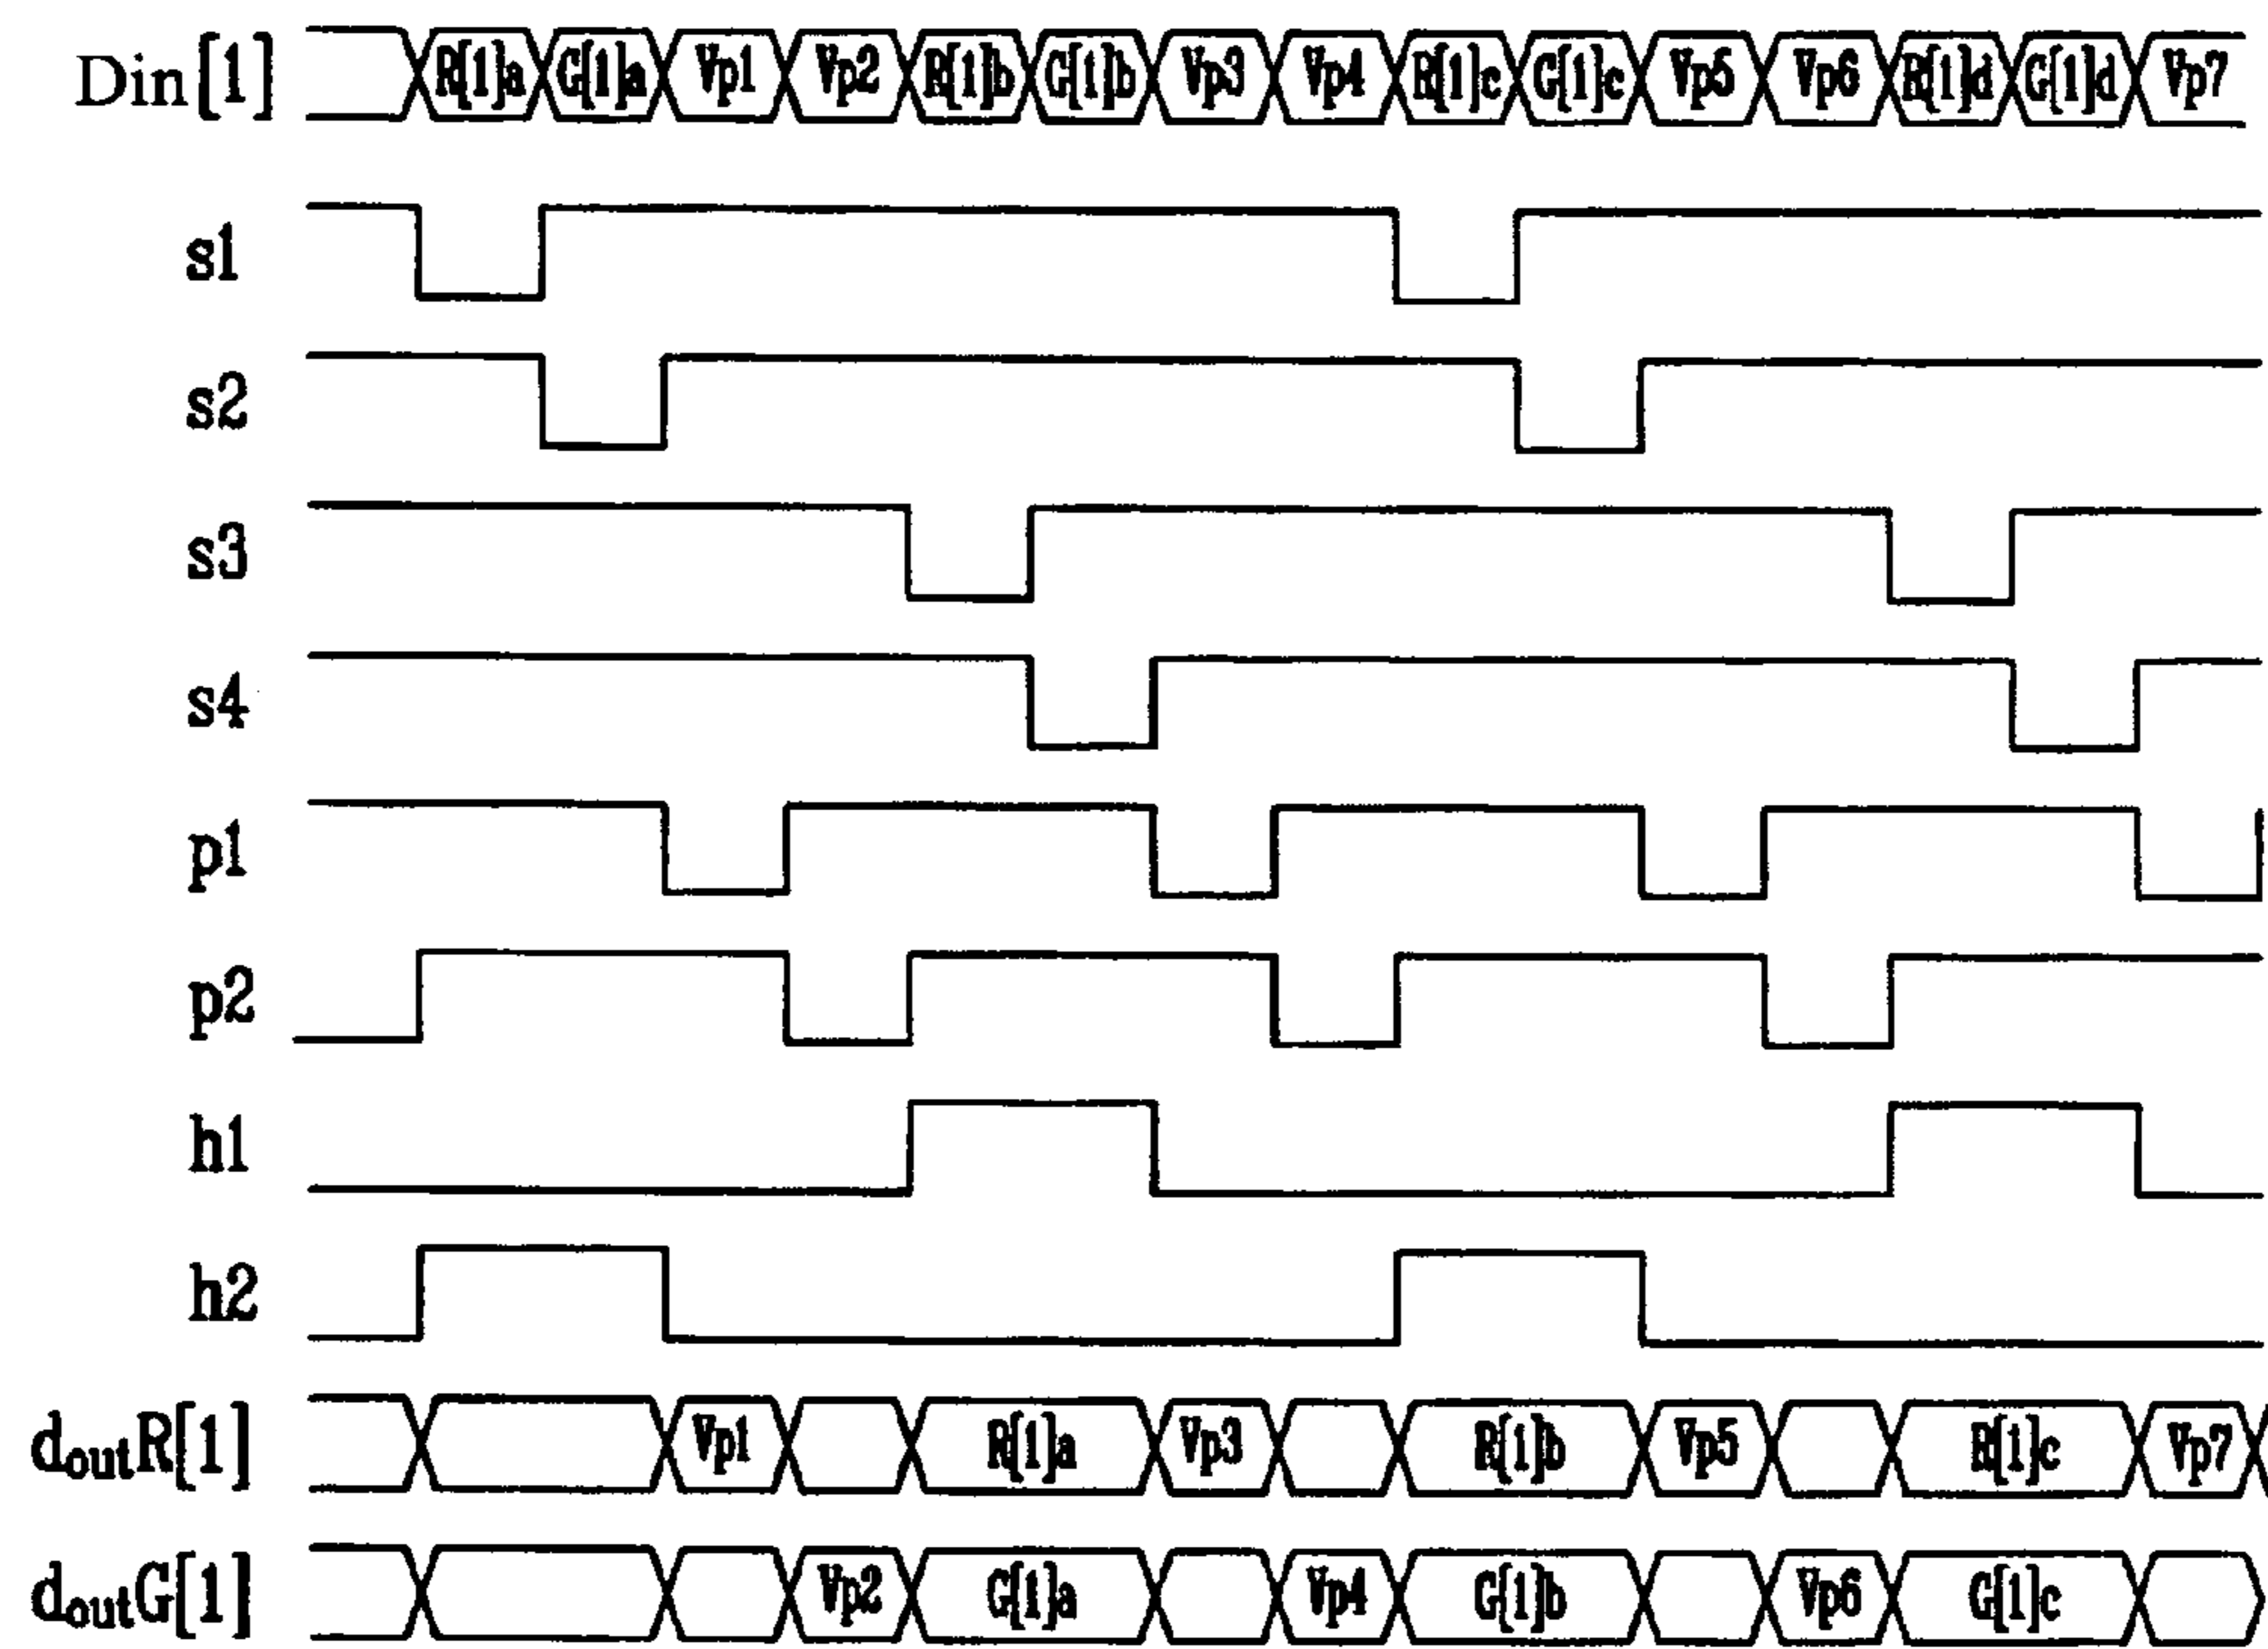 Din[1] R[1]a G[1]a Vp1 Vp2 R[1]b G[1]b Vp3 Vp4 R[1]c G[1]c Vp5 Vp6 R[1]d G[1]d Vp7
s1
s2
s3
s4
p1
p2
h1
h2
doutR[1] Vp1 R[1]a Vp3 R[1]b Vp5 R[1]c Vp7
doutG[1] Vp2 G[1]a Vp4 G[1]b Vp6 G[1]c